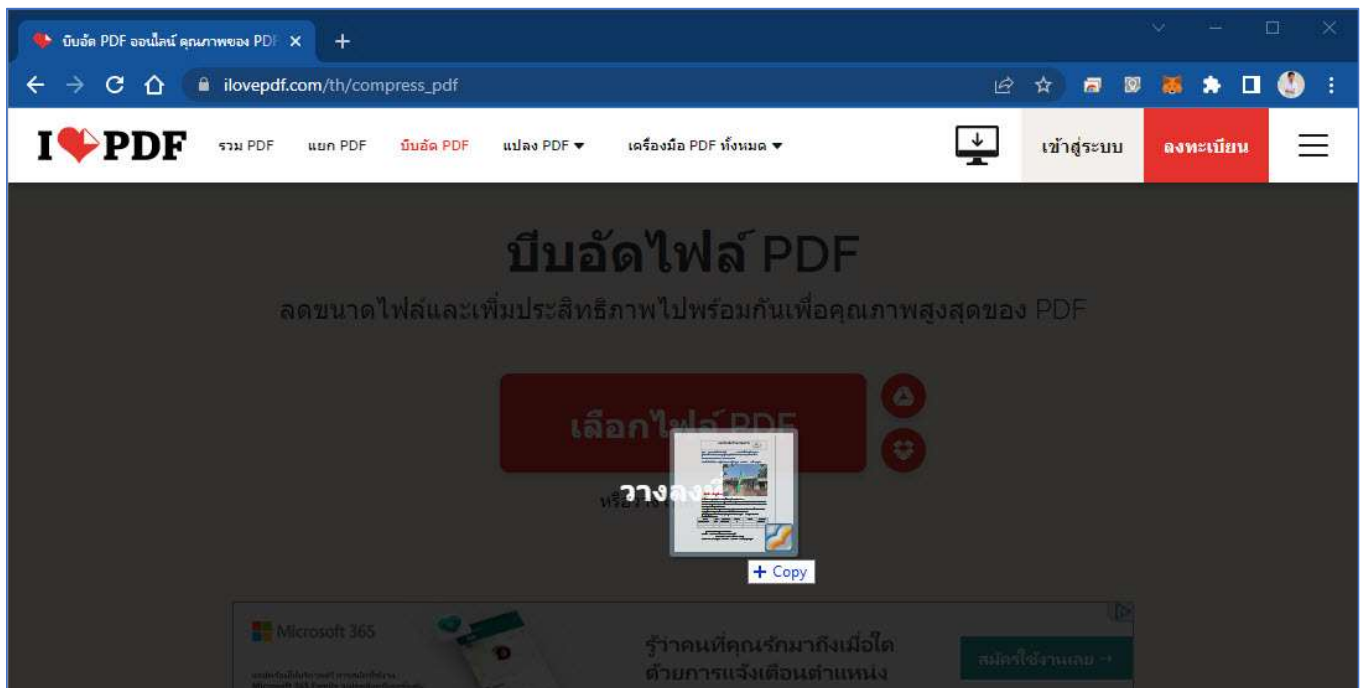 บีบอัด PDF ออนไลน์ คุณภาพของ PDF
ilovepdf.com/th/compress_pdf
I PDF
รวม PDF
แยก PDF
บีบอัด PDF
แปลง PDF
เครื่องมือ PDF ทั้งหมด
เข้าสู่ระบบ
ลงทะเบียน
บีบอัดไฟล์ PDF
ลดขนาดไฟล์และเพิ่มประสิทธิภาพไปพร้อมกันเพื่อคุณภาพสูงสุดของ PDF
เลือกไฟล์ PDF
วางลงที่
Copy
Microsoft 365
รู้ว่าคนที่คุณรักมาถึงเมื่อใด
ด้วยการแจ้งเตือนตำแหน่ง
สมัครใช้งานเลย →